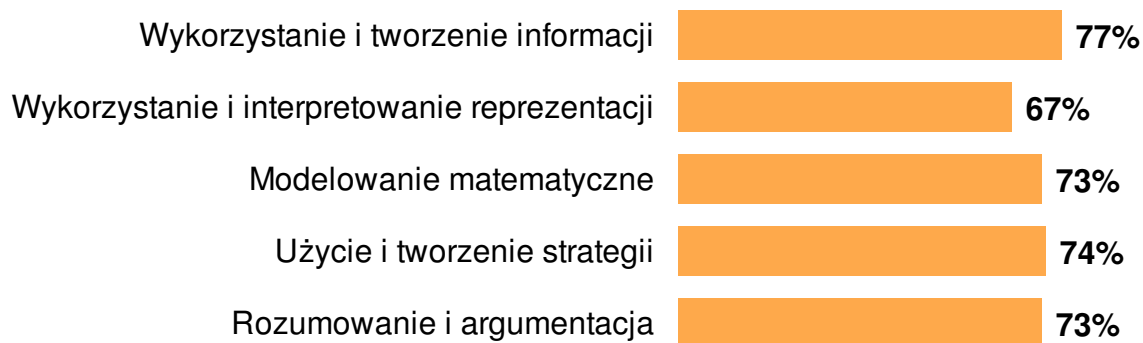 Wykorzystanie i tworzenie informacji 77%
Wykorzystanie i interpretowanie reprezentacji 67%
Modelowanie matematyczne 73%
Użycie i tworzenie strategii 74%
Rozumowanie i argumentacja 73%